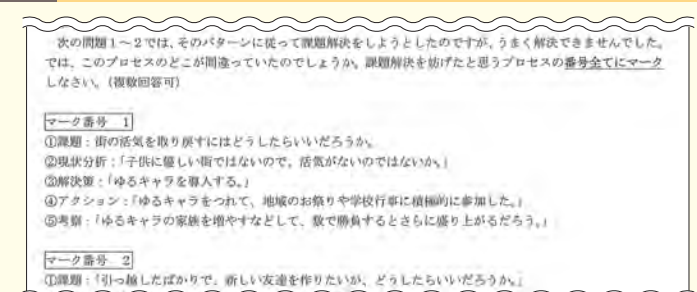 次の問題1~2では、そのパターンに従って課題解決をしようとしたのですが、うまく解決できませんでした。
では、このプロセスのどこが間違っていたのでしょうか。課題解決を妨げたと思うプロセスの番号全てにマーク
しなさい。(複数回答可)
マーク番号 1
①課題:街の活気を取り戻すにはどうしたらいいだろうか。
②現状分析:「子供に優しい街ではないので、活気がないのではないか。」
③解決策:「ゆるキャラを導入する。」
④アクション:「ゆるキャラをつれて、地域のお祭りや学校行事に積極的に参加した。」
⑤考察:「ゆるキャラの家族を増やすなどして、数で勝負するとさらに盛り上がるだろう。」
マーク番号 2
①課題:「引っ越したばかりで、新しい友達を作りたいが、どうしたらいいだろうか。」